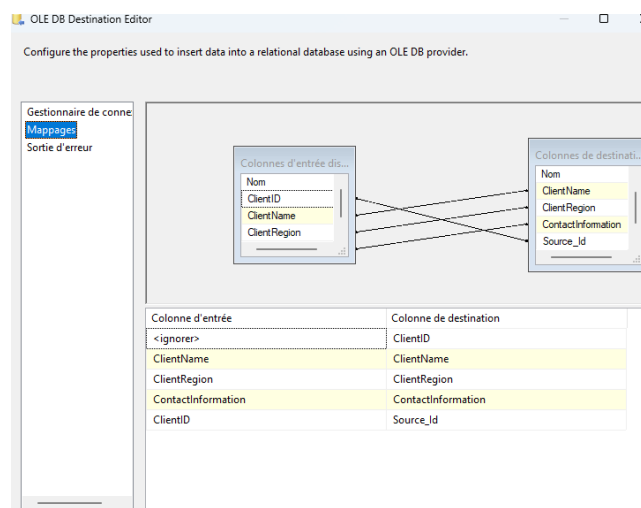 OLE DB Destination Editor
Configure the properties used to insert data into a relational database using an OLE DB provider.
Gestionnaire de conne
Mappages
Sortie d'erreur
Colonnes d'entrée dis...
Nom
ClientID
ClientName
ClientRegion
Colonnes de destinati...
Nom
ClientName
ClientRegion
ContactInformation
Source_Id
Colonne d'entrée Colonne de destination
<ignorer> ClientID
ClientName ClientName
ClientRegion ClientRegion
ContactInformation ContactInformation
ClientID Source_Id